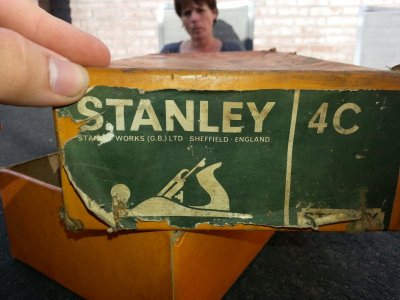 STANLEY
STANLEY WORKS (G.B.) LTD SHEFFIELD · ENGLAND
4C